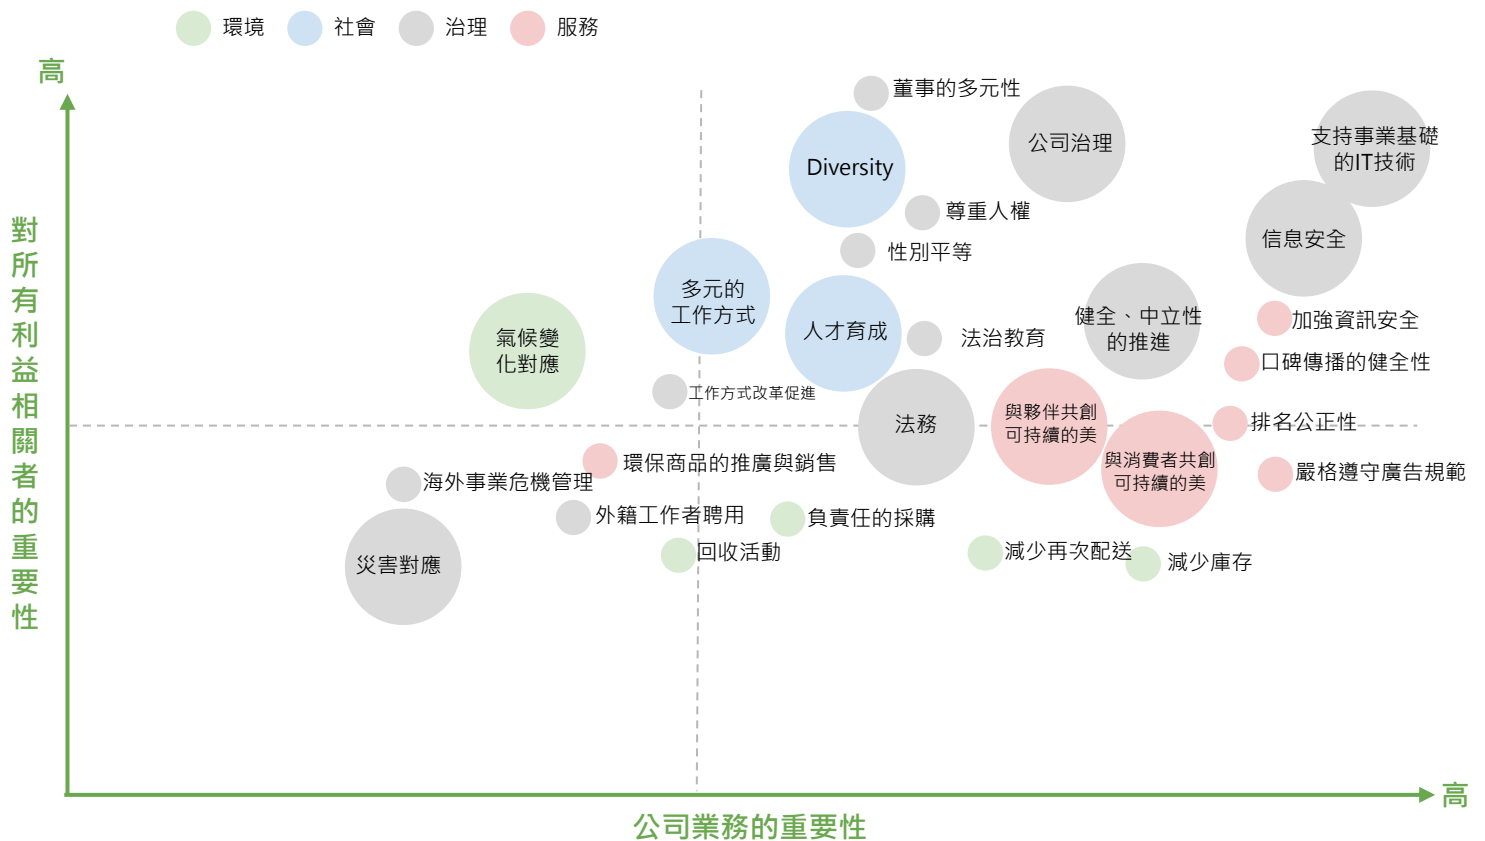 環境
社會
治理
服務
高
對所有利益相關者的重要性
董事的多元性
Diversity
公司治理
支持事業基礎
的IT技術
尊重人權
信息安全
性別平等
多元的
工作方式
人才育成
法治教育
健全、中立性
的推進
加強資訊安全
氣候變
化對應
口碑傳播的健全性
工作方式改革促進
法務
與夥伴共創
可持續的美
排名公正性
與消費者共創
可持續的美
嚴格遵守廣告規範
環保商品的推廣與銷售
海外事業危機管理
外籍工作者聘用
負責任的採購
回收活動
減少再次配送
減少庫存
災害對應
高
公司業務的重要性